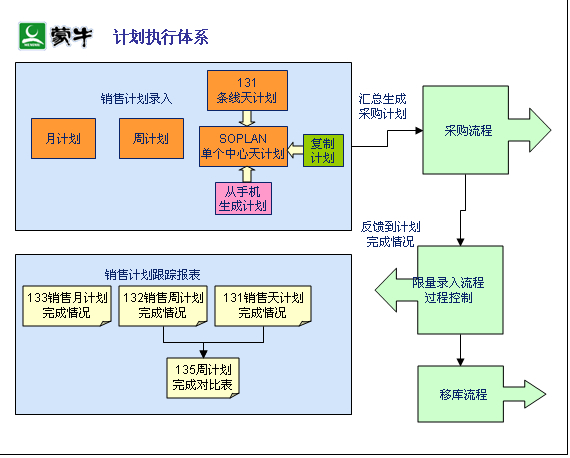 蒙牛
计划执行体系
销售计划录入
131
条线天计划
月计划
周计划
SOPLAN
单个中心天计划
复制
计划
从手机
生成计划
汇总生成
采购计划
采购流程
反馈到计划
完成情况
限量录入流程
过程控制
移库流程
销售计划跟踪报表
133销售月计划
完成情况
132销售周计划
完成情况
131销售天计划
完成情况
135周计划
完成对比表